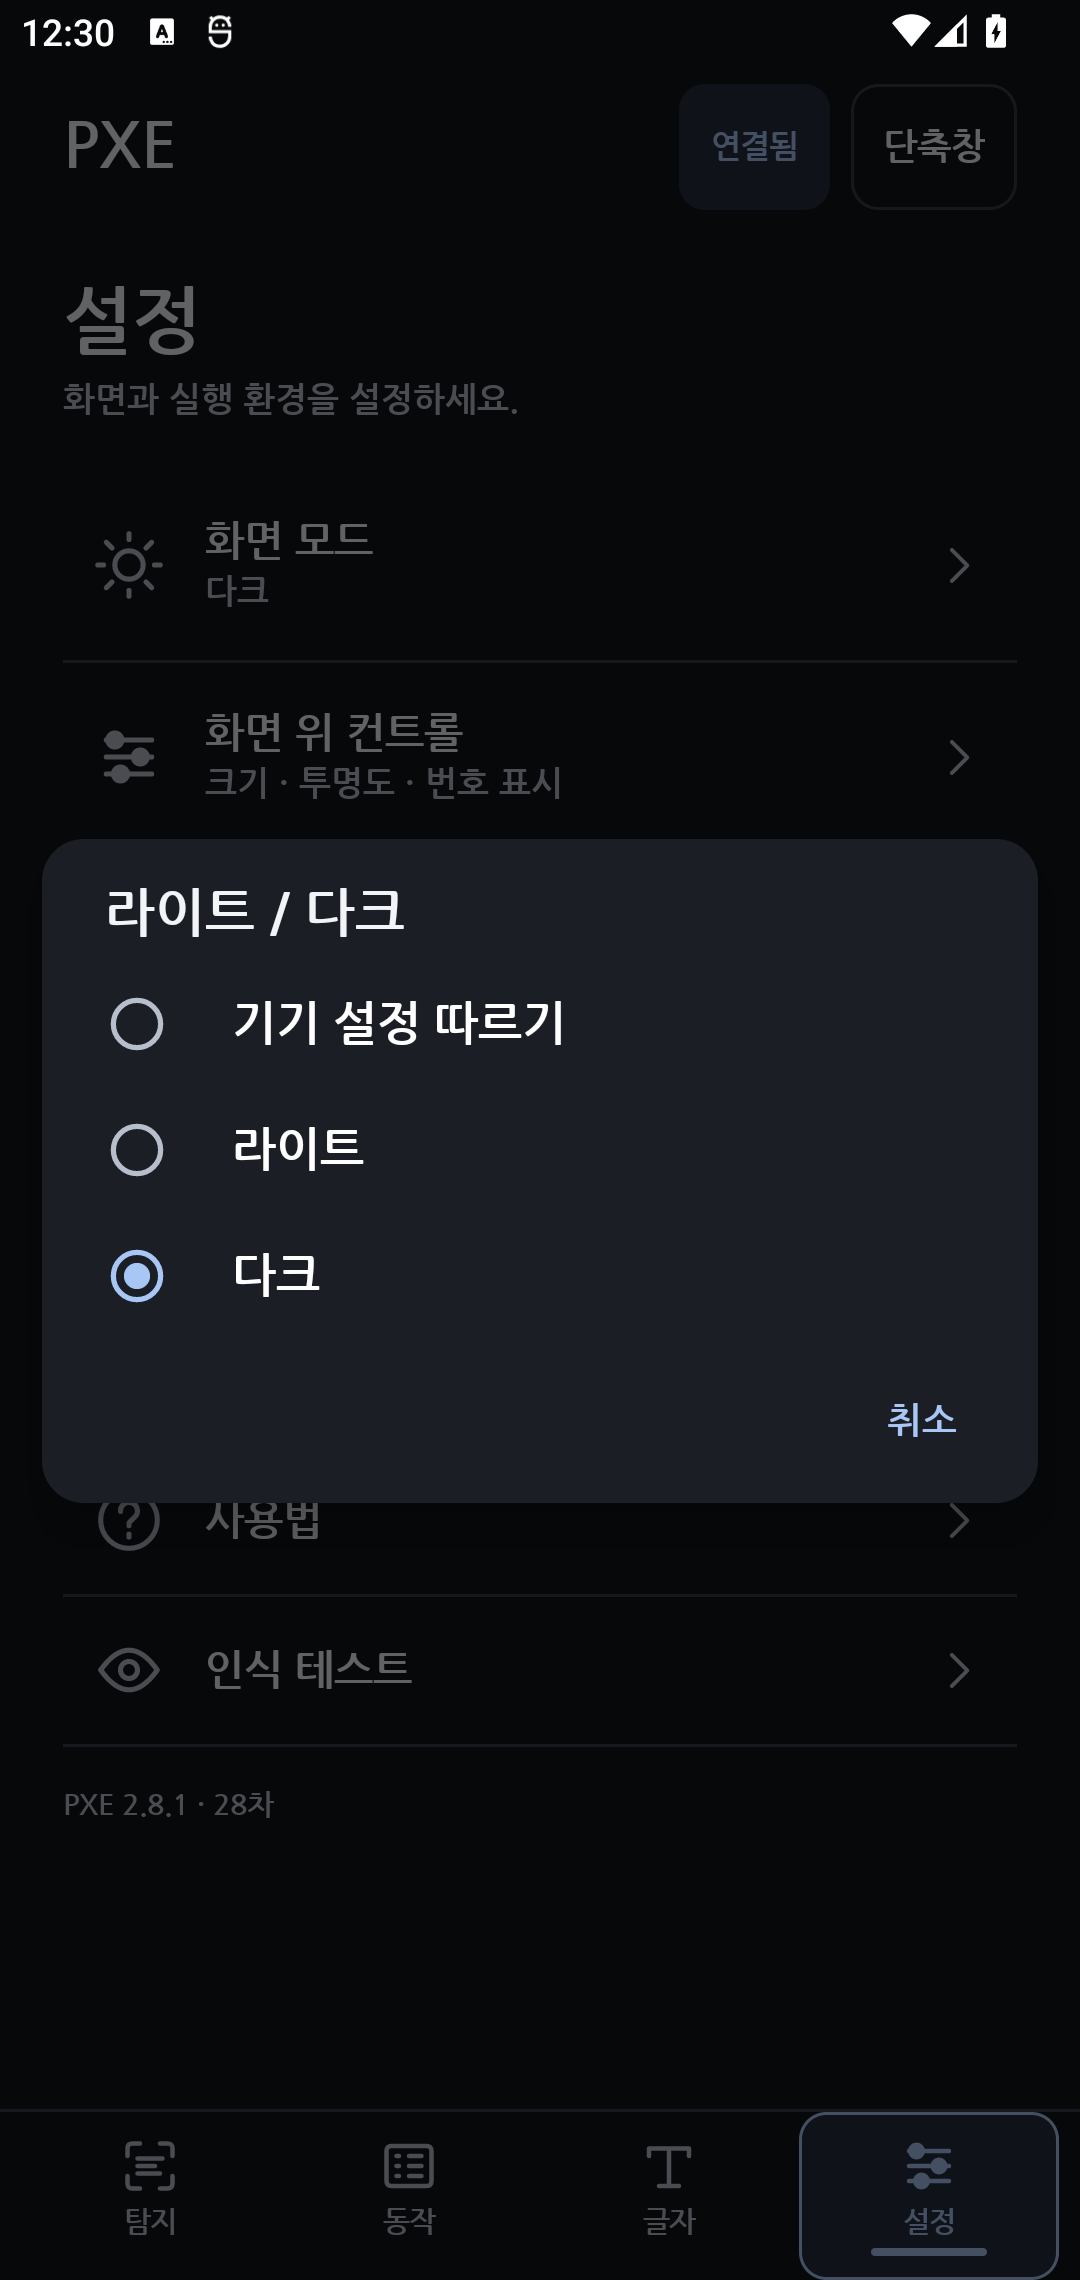 12:30
PXE
연결됨
단축창
설정
화면과 실행 환경을 설정하세요.
화면 모드
다크
화면 위 컨트롤
크기 · 투명도 · 번호 표시
라이트 / 다크
기기 설정 따르기
라이트
다크
취소
사용법
인식 테스트
PXE 2.8.1 · 28차
탐지
동작
글자
설정